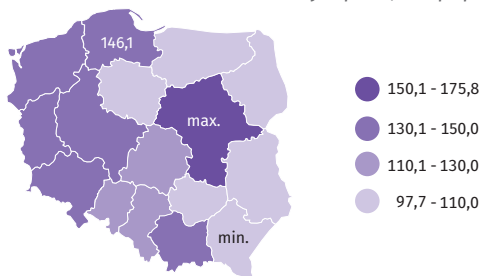 146,1
max.
min.
150,1 - 175,8
130,1 - 150,0
110,1 - 130,0
97,7 - 110,0